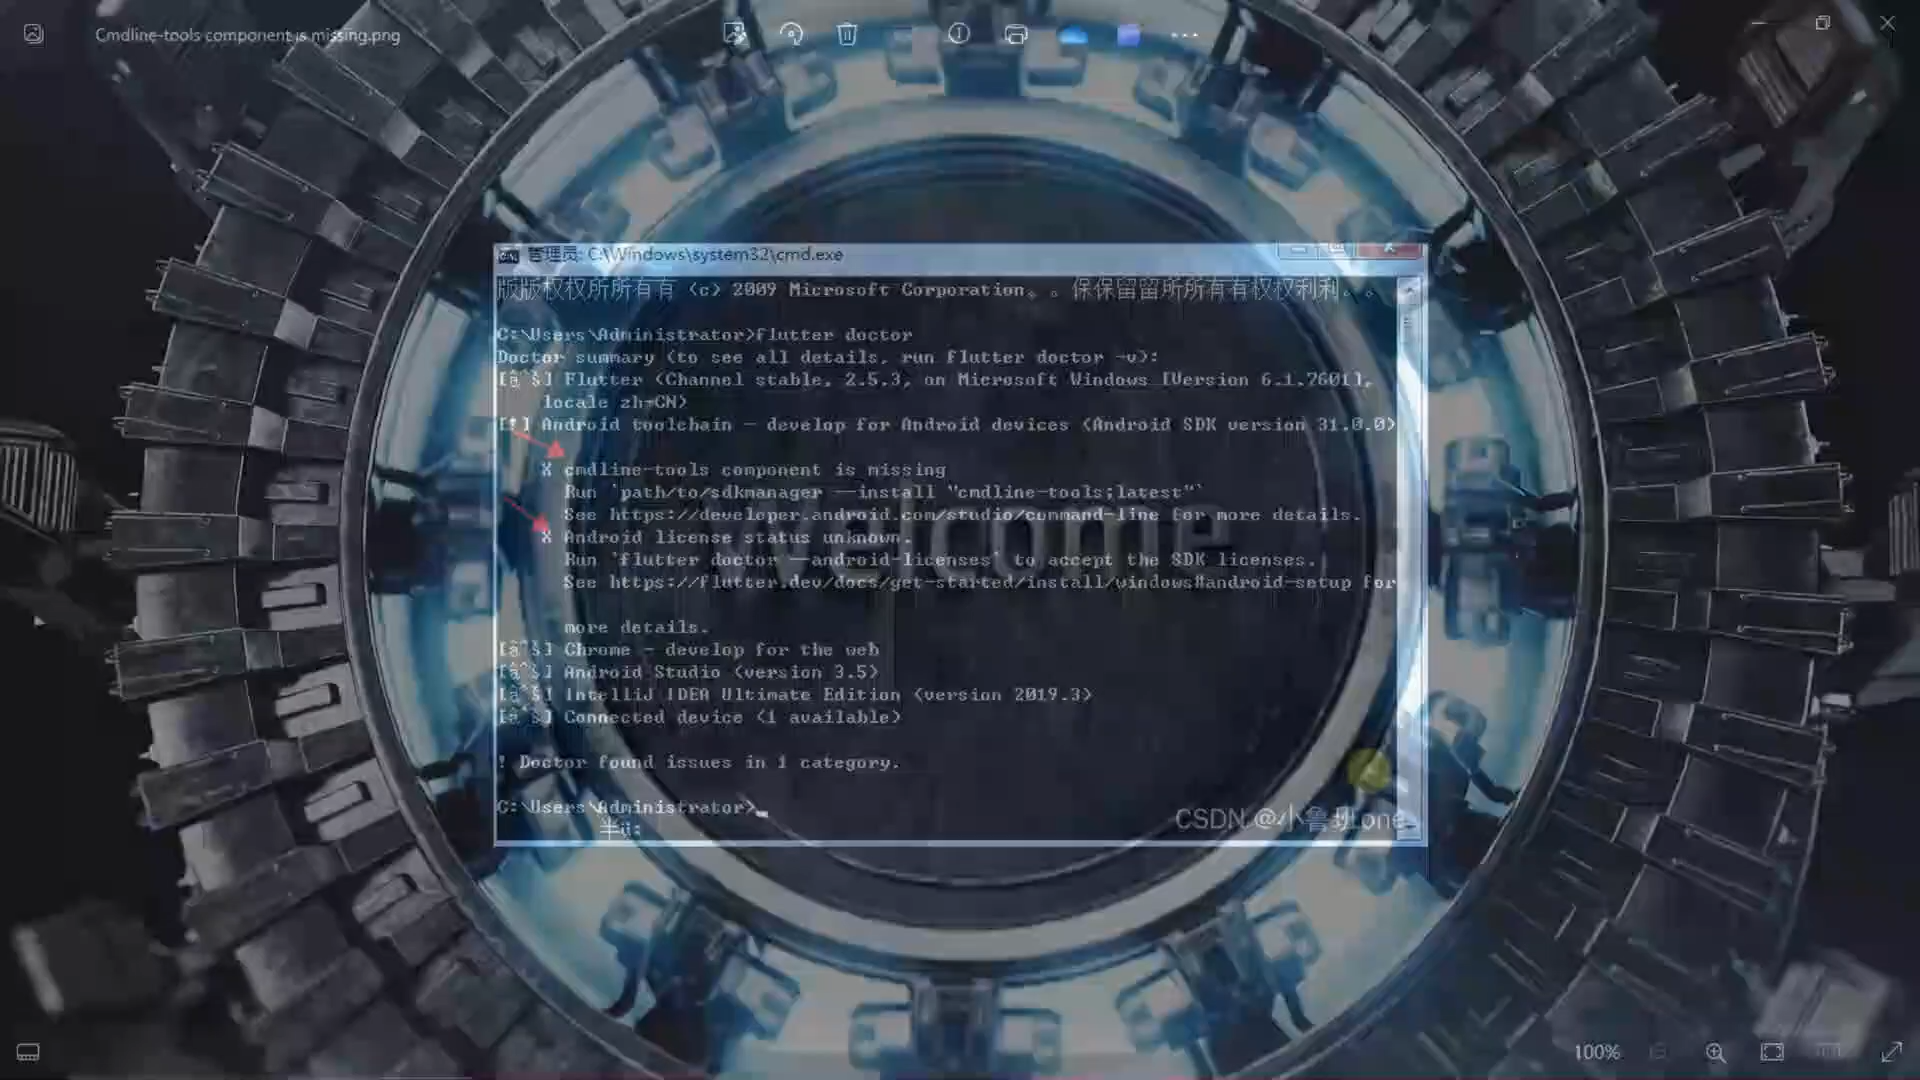 Cmdline-tools component is missing.png
管理员: C:\Windows\system32\cmd.exe
版版权权所所有有 (c) 2009 Microsoft Corporation。。保保留留所所有有权权利利。。
C:\Users\Administrator>flutter doctor
Doctor summary (to see all details, run flutter doctor -v):
[â^š] Flutter (Channel stable, 2.5.3, on Microsoft Windows [Version 6.1.7601],
locale zh-CN)
[!] Android toolchain - develop for Android devices (Android SDK version 31.0.0)
X cmdline-tools component is missing
Run `path/to/sdkmanager --install "cmdline-tools;latest"`
See https://developer.android.com/studio/command-line for more details.
X Android license status unknown.
Run `flutter doctor --android-licenses` to accept the SDK licenses.
See https://flutter.dev/docs/get-started/install/windows#android-setup for
more details.
[â^š] Chrome - develop for the web
[â^š] Android Studio (version 3.5)
[â^š] IntelliJ IDEA Ultimate Edition (version 2019.3)
[â^š] Connected device (1 available)
! Doctor found issues in 1 category.
C:\Users\Administrator>
半:
CSDN @小鲁班one
100%